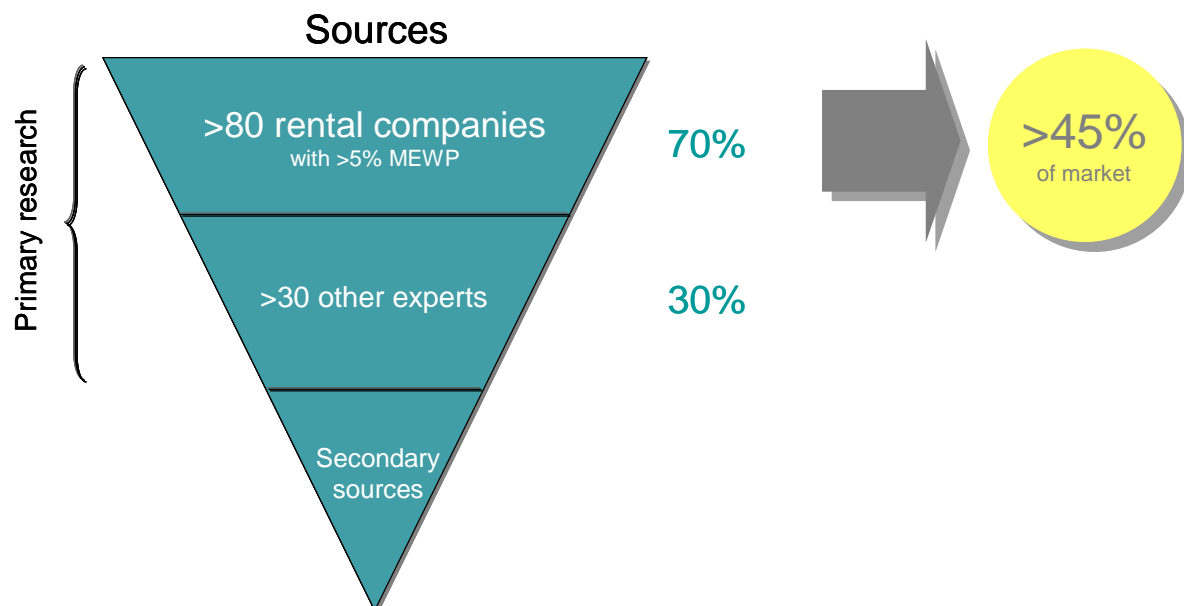 Sources
Primary research
>80 rental companies
with >5% MEWP
70%
>45%
of market
>30 other experts
30%
Secondary
sources